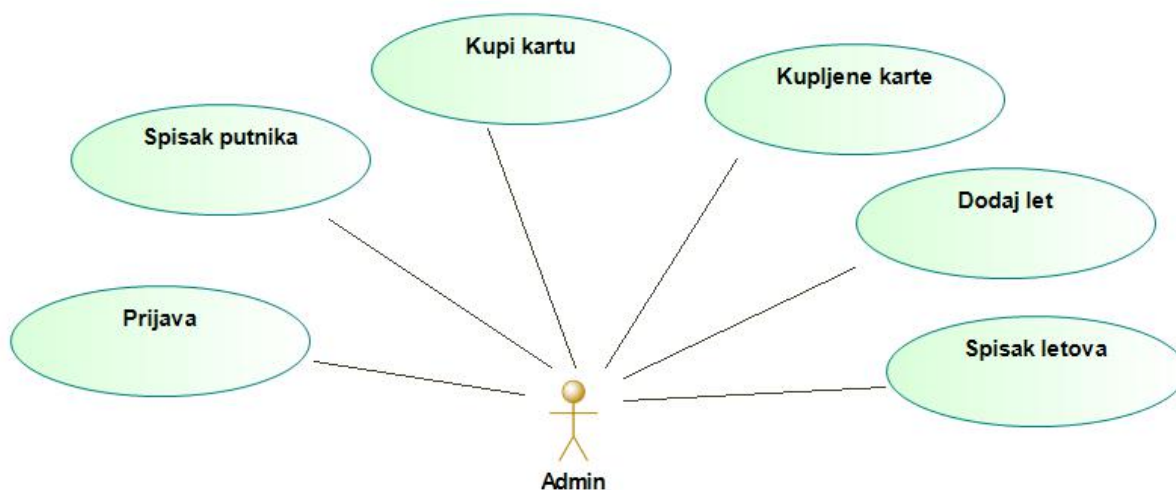 Kupi kartu
Kupljene karte
Spisak putnika
Dodaj let
Prijava
Spisak letova
Admin